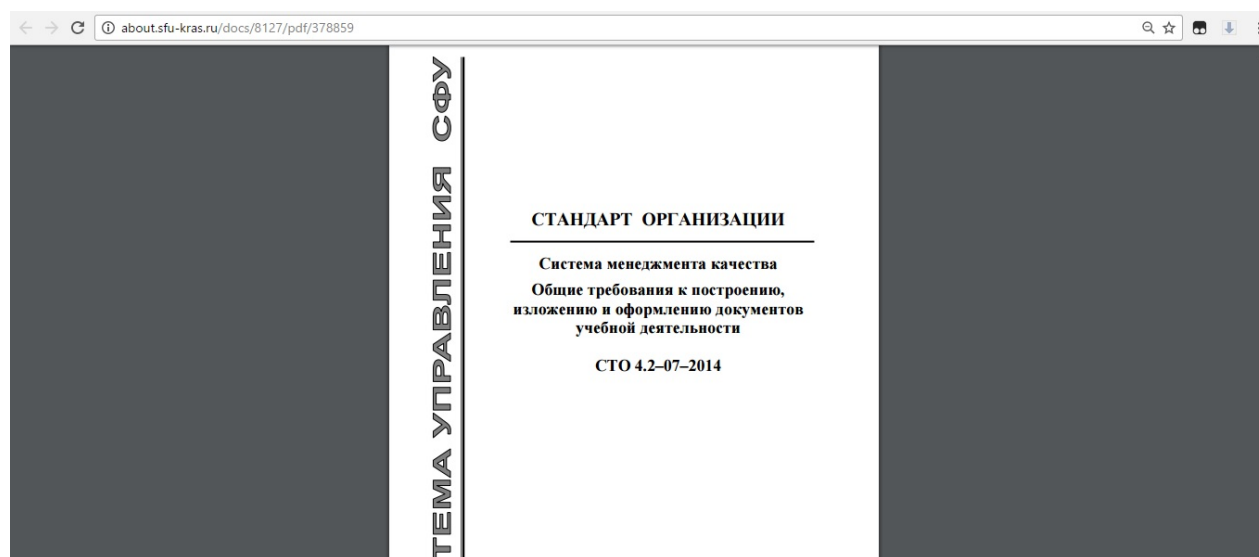 about.sfu-kras.ru/docs/8127/pdf/378859
ТЕМА УПРАВЛЕНИЯ СФУ
СТАНДАРТ ОРГАНИЗАЦИИ
Система менеджмента качества
Общие требования к построению,
изложению и оформлению документов
учебной деятельности
СТО 4.2–07–2014